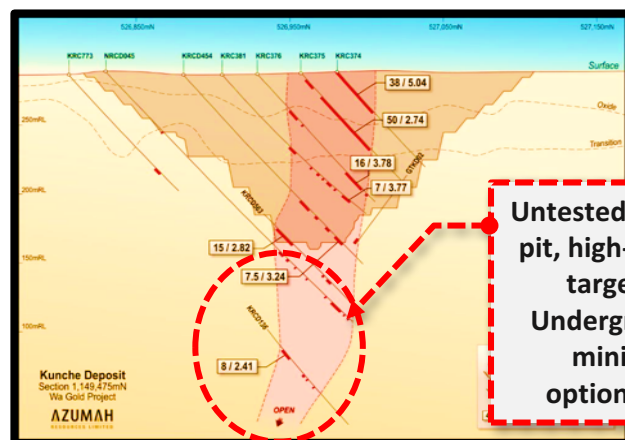 526,850mN 526,950mN 527,050mN 527,150mN
KRC773 NRCD045 KRCD454 KRC381 KRC376 KRC375 KRC374
Surface
38 / 5.04
Oxide
250mRL
50 / 2.74
Transition
16 / 3.78
7 / 3.77
200mRL
15 / 2.82
150mRL
7.5 / 3.24
100mRL
8 / 2.41
OPEN
Kunche Deposit
Section 1,149,475mN
Wa Gold Project
AZUMAH
RESOURCES LIMITED
Untested
pit, high-
targe
Undergr
mini
option